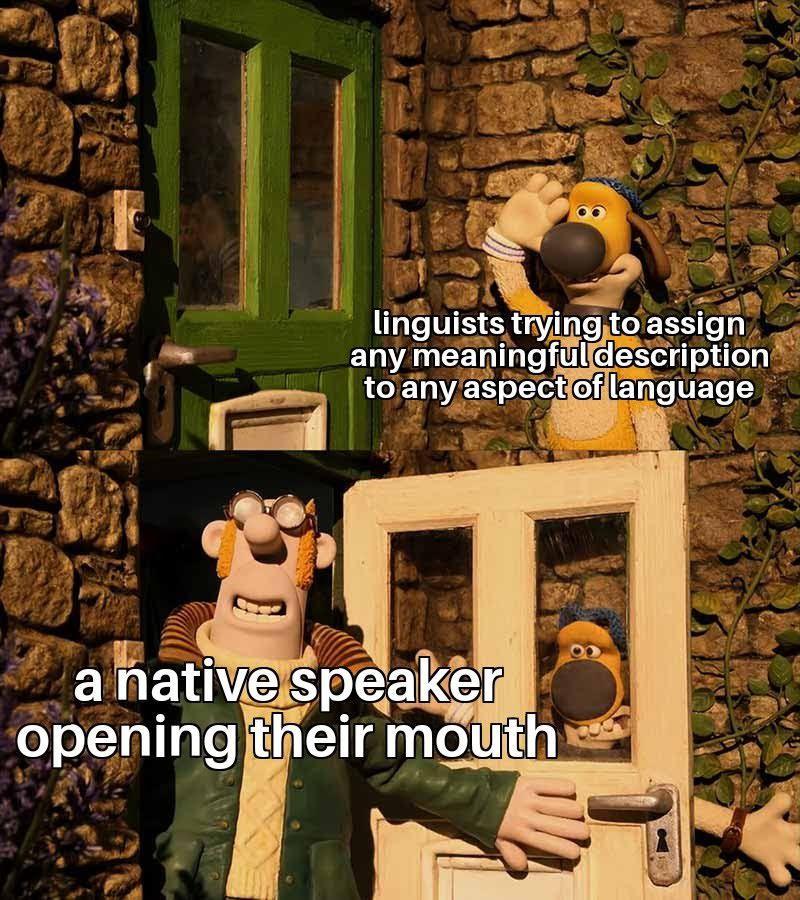 linguists trying to assign
any meaningful description
to any aspect of language
a native speaker
opening their mouth